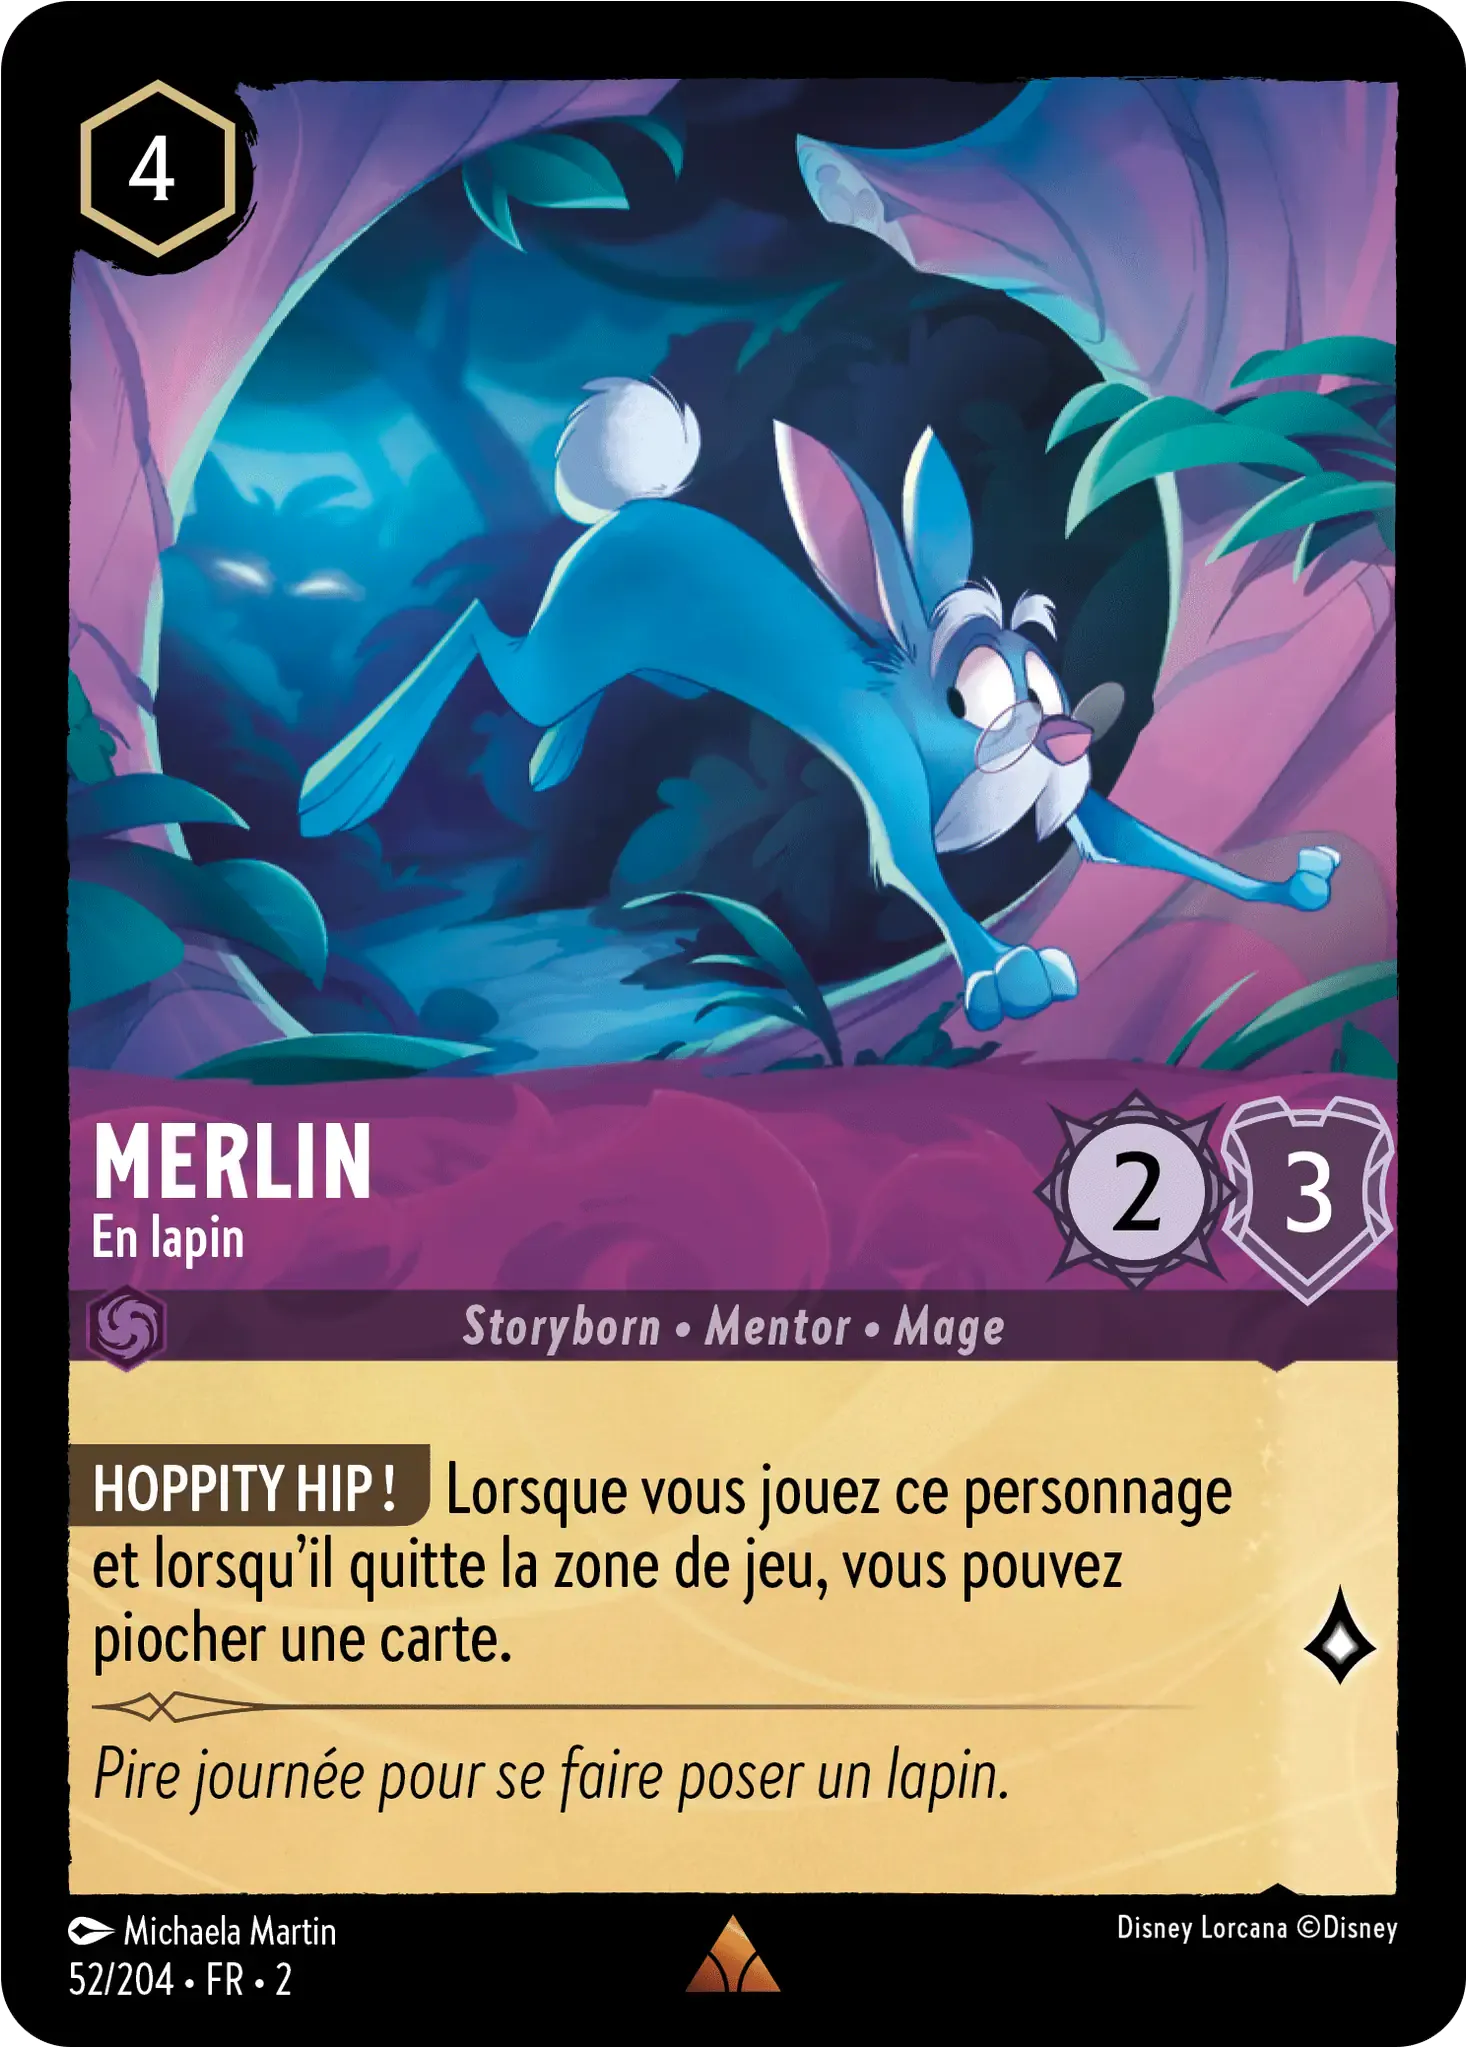 4
MERLIN
En lapin
2
3
Storyborn • Mentor • Mage
HOPPITY HIP ! Lorsque vous jouez ce personnage
et lorsqu’il quitte la zone de jeu, vous pouvez
piocher une carte.
Pire journée pour se faire poser un lapin.
Michaela Martin
52/204 • FR • 2
Disney Lorcana ©Disney